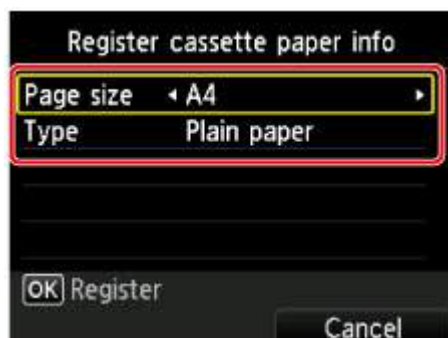 Register cassette paper info
Page size A4
Type Plain paper
OK Register
Cancel